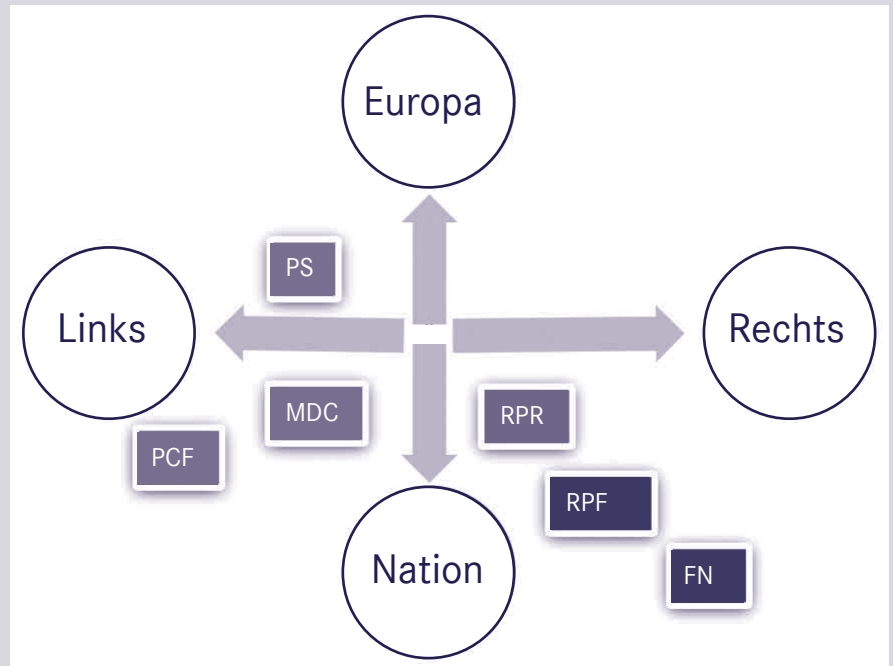 Europa
PS
Links
Rechts
MDC
RPR
PCF
RPF
Nation
FN